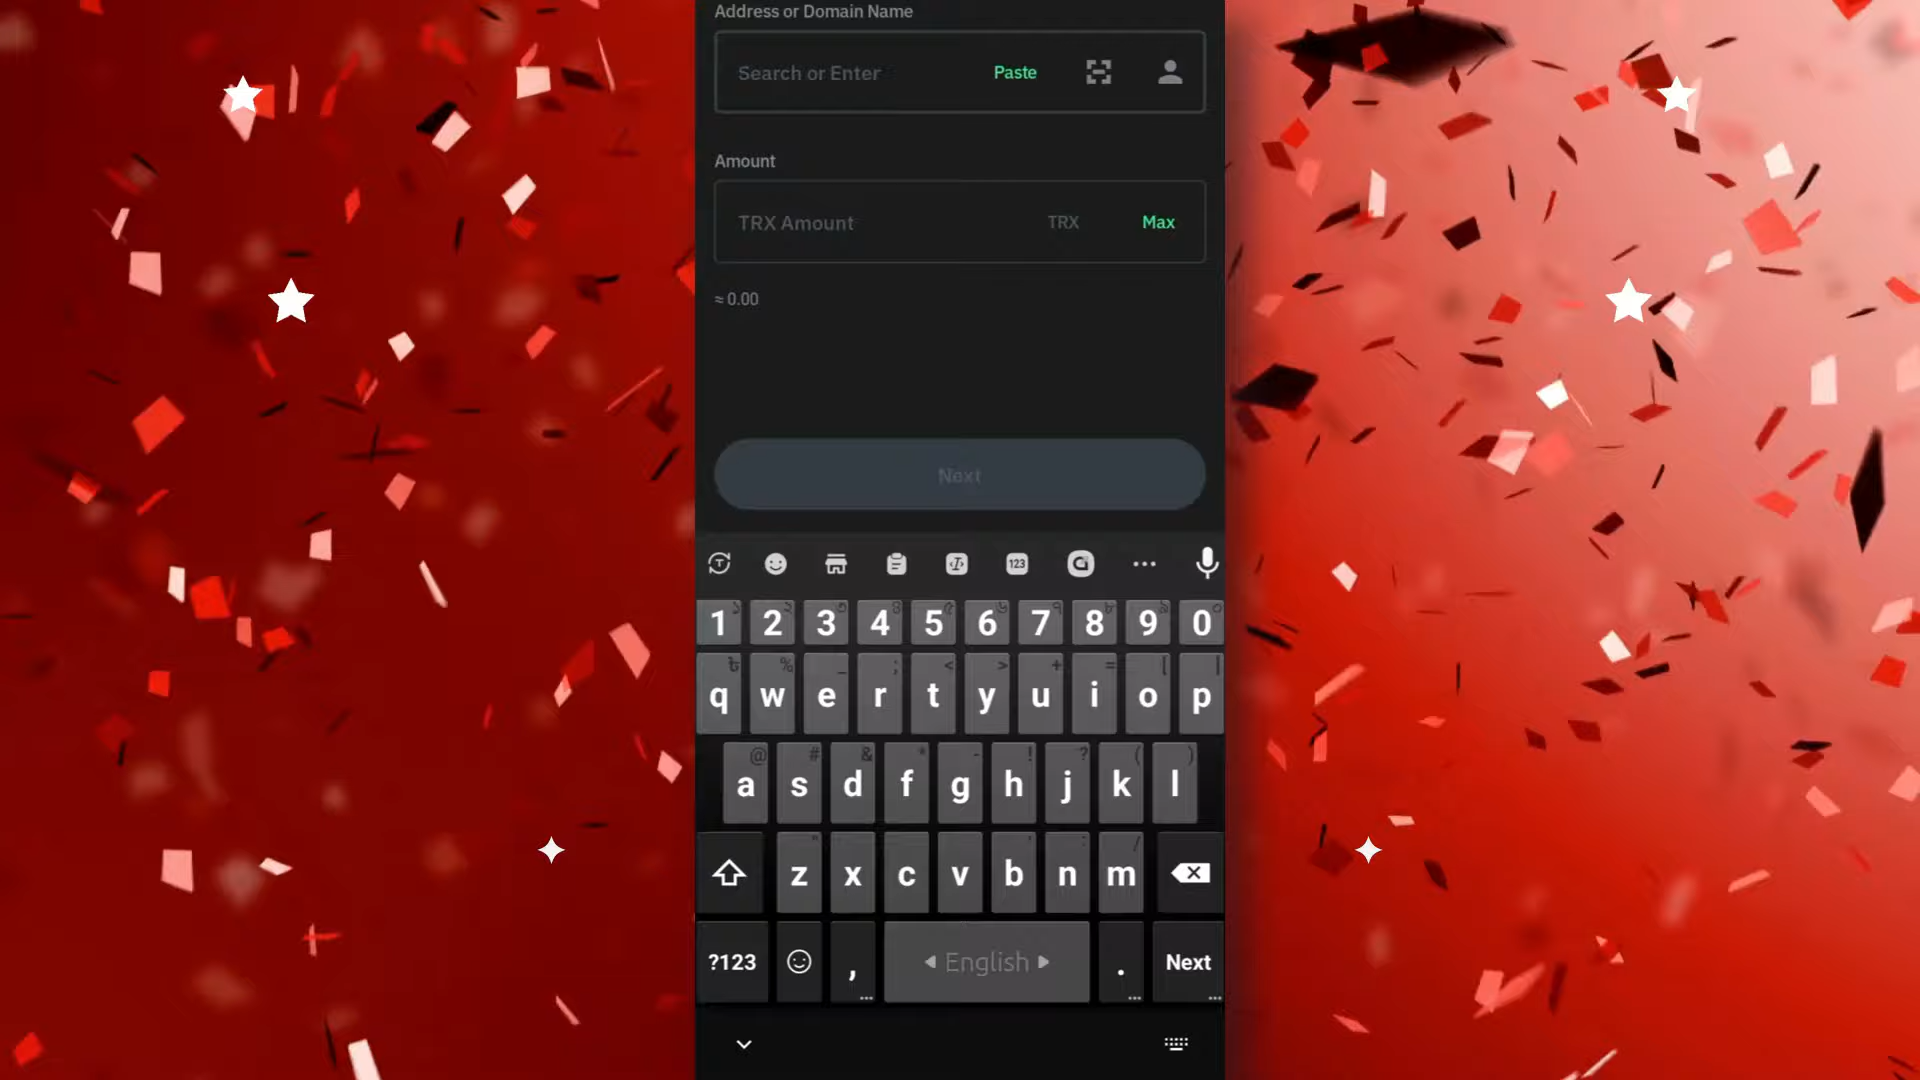 Address or Domain Name
Search or Enter Paste
Amount
TRX Amount TRX Max
≈ 0.00
Next
1 2 3 4 5 6 7 8 9 0
q w e r t y u i o p
a s d f g h j k l
z x c v b n m
?123 , English . Next